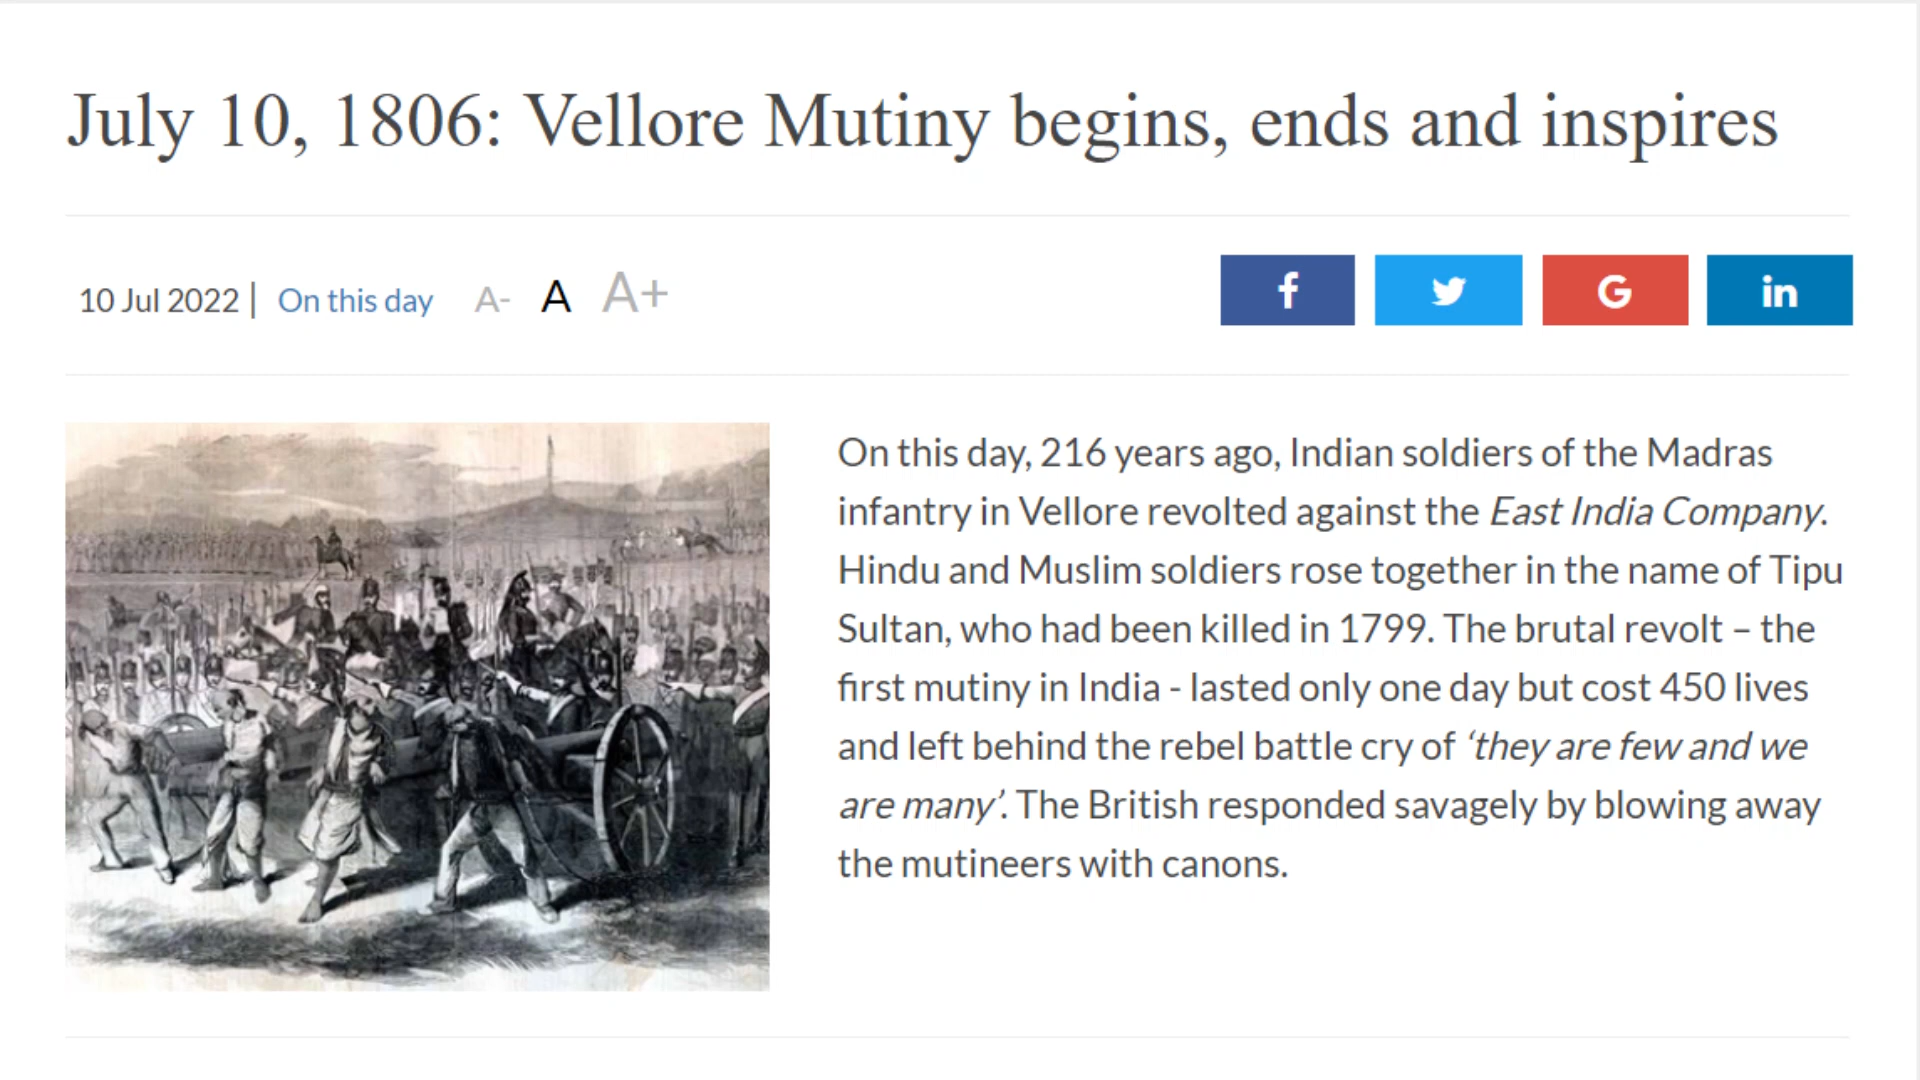 July 10, 1806: Vellore Mutiny begins, ends and inspires
10 Jul 2022 | On this day A- A A+
f G in
On this day, 216 years ago, Indian soldiers of the Madras
infantry in Vellore revolted against the East India Company.
Hindu and Muslim soldiers rose together in the name of Tipu
Sultan, who had been killed in 1799. The brutal revolt – the
first mutiny in India - lasted only one day but cost 450 lives
and left behind the rebel battle cry of ‘they are few and we
are many’. The British responded savagely by blowing away
the mutineers with canons.